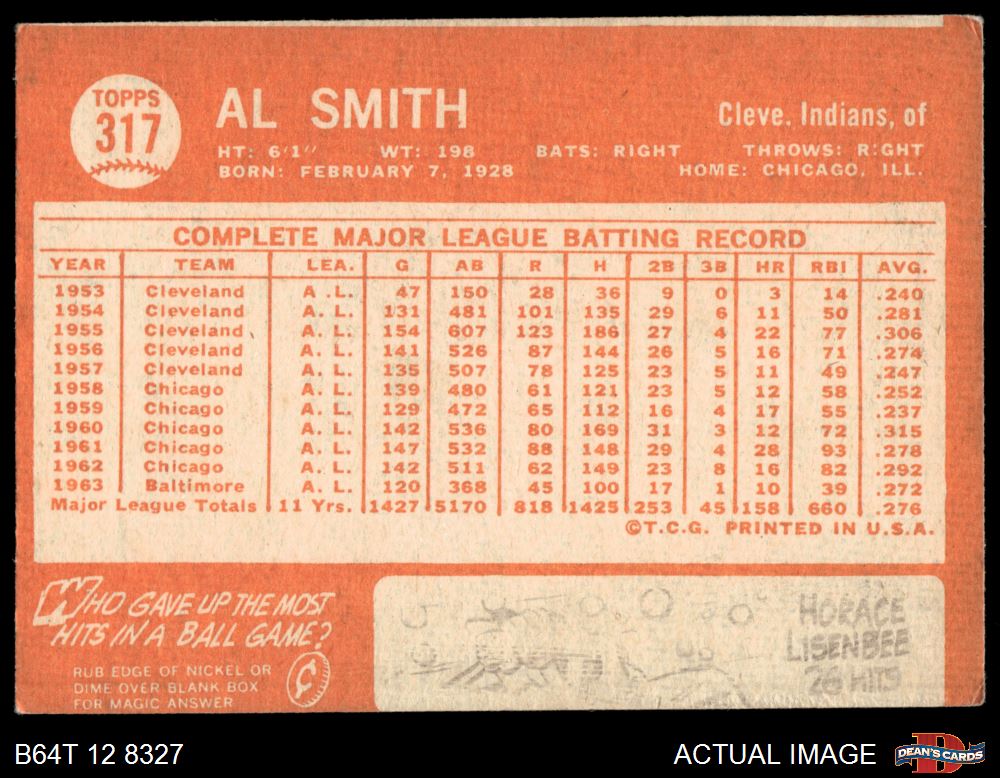 TOPPS
317
AL SMITH
Cleve. Indians, of
HT: 6'1" WT: 198 BATS: RIGHT THROWS: RIGHT
BORN: FEBRUARY 7, 1928 HOME: CHICAGO, ILL.
COMPLETE MAJOR LEAGUE BATTING RECORD
YEAR TEAM LEA. G AB R H 2B 3B HR RBI AVG.
1953 Cleveland A.L. 47 150 28 36 9 0 3 14 .240
1954 Cleveland A. L. 131 481 101 135 29 6 11 50 .281
1955 Cleveland A. L. 154 607 123 186 27 4 22 77 .306
1956 Cleveland A. L. 141 526 87 144 26 5 16 71 .274
1957 Cleveland A. L. 135 507 78 125 23 5 11 49 .247
1958 Chicago A. L. 139 480 61 121 23 5 12 58 .252
1959 Chicago A. L. 129 472 65 112 16 4 17 55 .237
1960 Chicago A. L. 142 536 80 169 31 3 12 72 .315
1961 Chicago A. L. 147 532 88 148 29 4 28 93 .278
1962 Chicago A. L. 142 511 62 149 23 8 16 82 .292
1963 Baltimore A. L. 120 368 45 100 17 1 10 39 .272
Major League Totals 11 Yrs. 1427 5170 818 1425 253 45 158 660 .276
©T.C.G. PRINTED IN U.S.A.
WHO GAVE UP THE MOST
HITS IN A BALL GAME?
RUB EDGE OF NICKEL OR
DIME OVER BLANK BOX
FOR MAGIC ANSWER
HORACE
LISENBEE
26 HITS
B64T 12 8327
ACTUAL IMAGE
DEAN'S CARDS